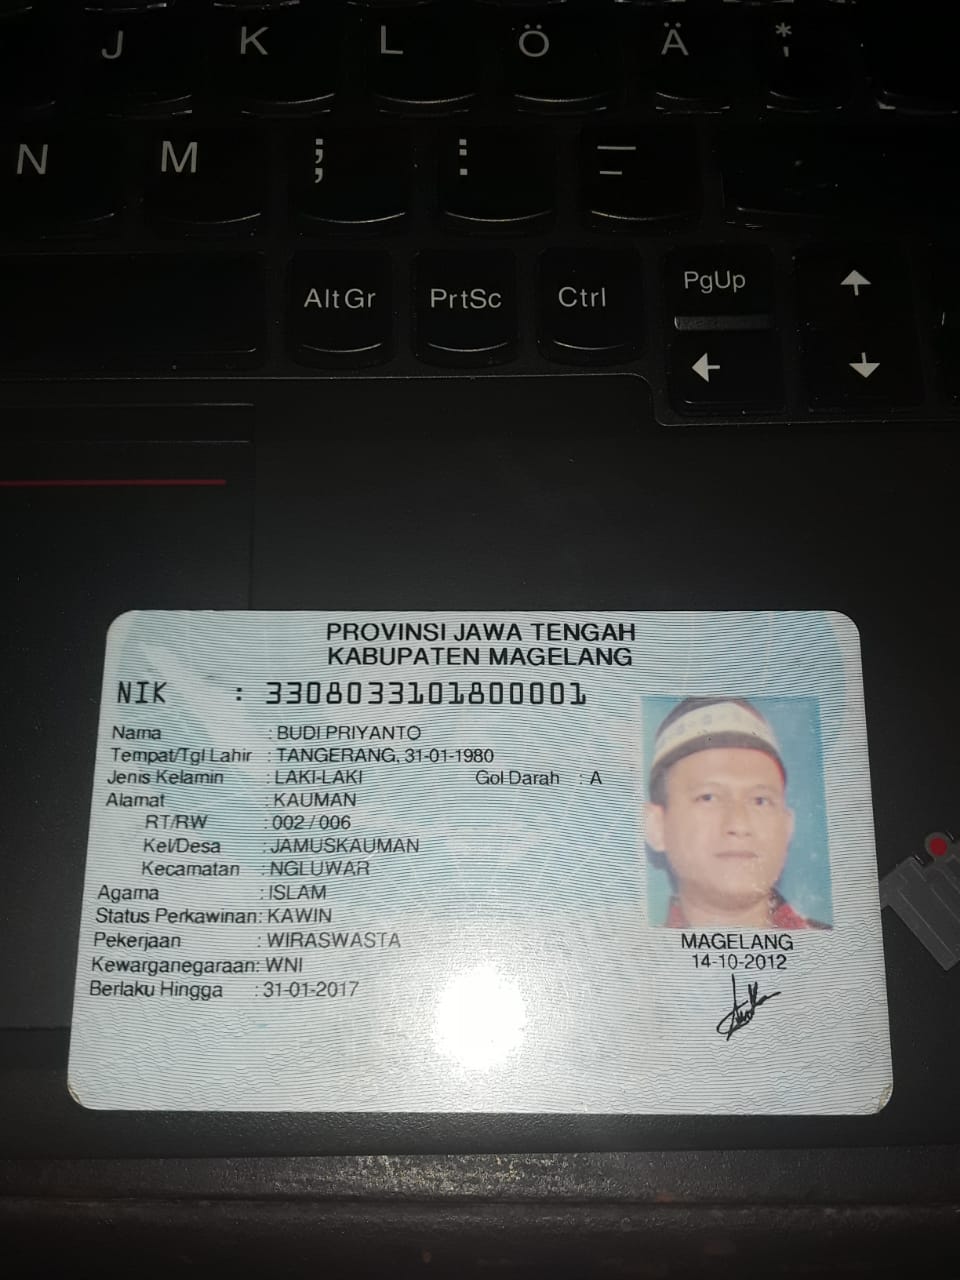 J K L Ö Ä * '
N M ; : _
AltGr PrtSc Ctrl PgUp
PROVINSI JAWA TENGAH
KABUPATEN MAGELANG
NIK : 3308033101800001
Nama : BUDI PRIYANTO
Tempat/Tgl Lahir : TANGERANG, 31-01-1980
Jenis Kelamin : LAKI-LAKI Gol Darah : A
Alamat : KAUMAN
RT/RW : 002 / 006
Kel/Desa : JAMUSKAUMAN
Kecamatan : NGLUWAR
Agama : ISLAM
Status Perkawinan: KAWIN
Pekerjaan : WIRASWASTA
Kewarganegaraan: WNI
Berlaku Hingga : 31-01-2017
MAGELANG
14-10-2012